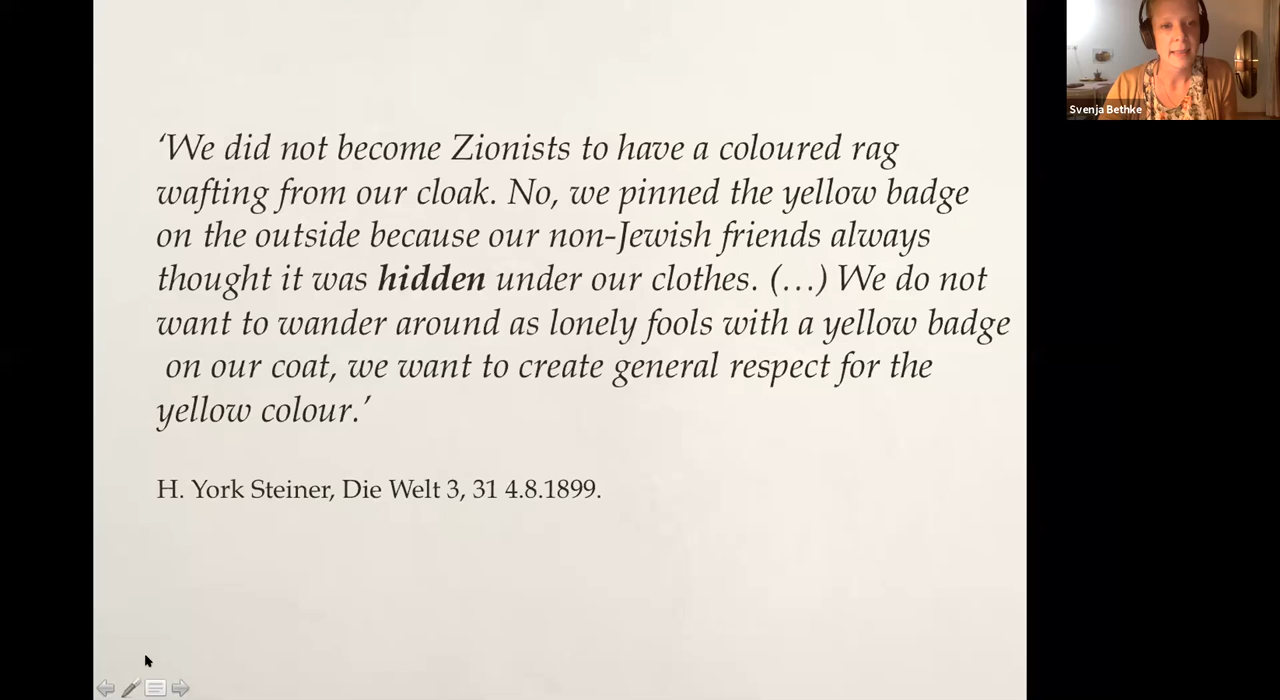 ‘We did not become Zionists to have a coloured rag
wafting from our cloak. No, we pinned the yellow badge
on the outside because our non-Jewish friends always
thought it was hidden under our clothes. (…) We do not
want to wander around as lonely fools with a yellow badge
on our coat, we want to create general respect for the
yellow colour.’
H. York Steiner, Die Welt 3, 31 4.8.1899.
Svenja Bethke